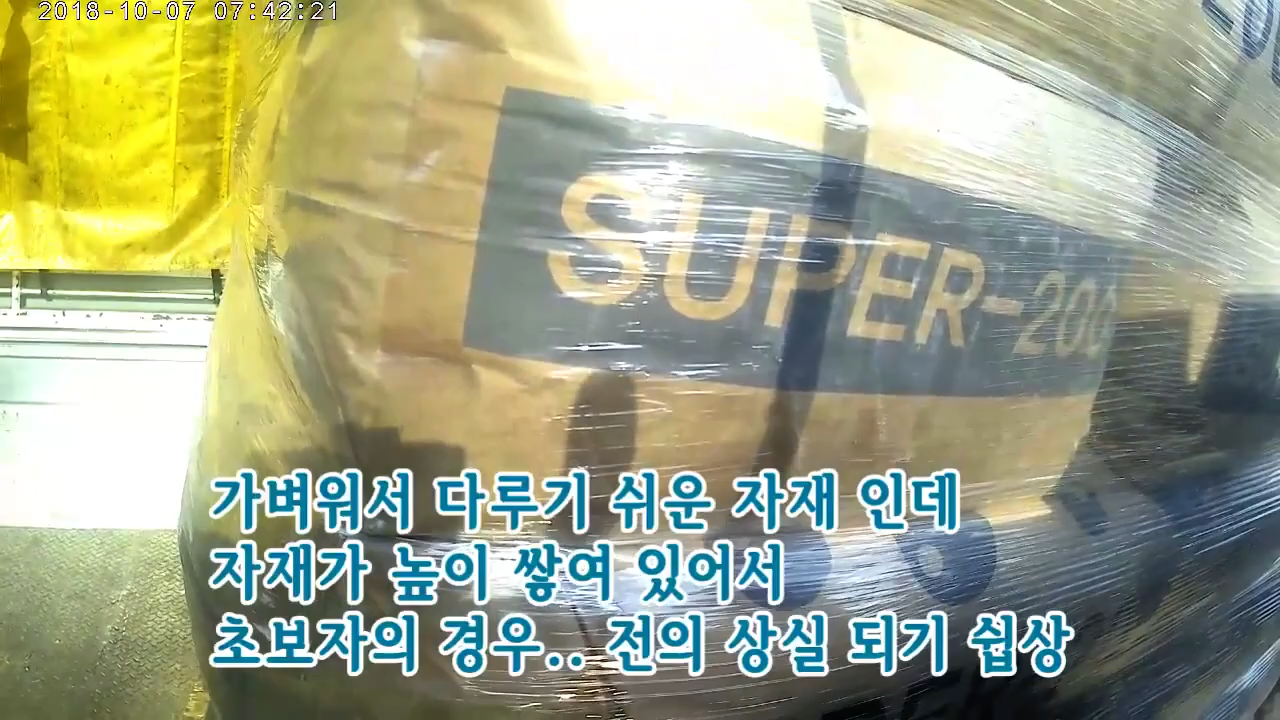 2018-10-07 07:42:21
SUPER-200
가벼워서 다루기 쉬운 자재 인데
자재가 높이 쌓여 있어서
초보자의 경우.. 전의 상실 되기 쉽상